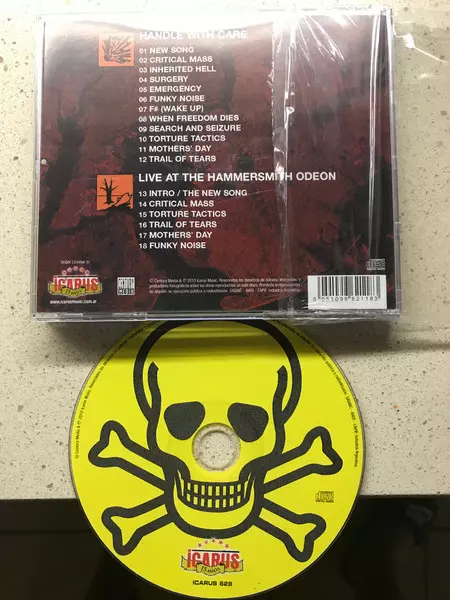 HANDLE WITH CARE
01 NEW SONG
02 CRITICAL MASS
03 INHERITED HELL
04 SURGERY
05 EMERGENCY
06 FUNKY NOISE
07 F# (WAKE UP)
08 WHEN FREEDOM DIES
09 SEARCH AND SEIZURE
10 TORTURE TACTICS
11 MOTHERS' DAY
12 TRAIL OF TEARS
LIVE AT THE HAMMERSMITH ODEON
13 INTRO / THE NEW SONG
14 CRITICAL MASS
15 TORTURE TACTICS
16 TRAIL OF TEARS
17 MOTHERS' DAY
18 FUNKY NOISE
ICARUS
www.icarusmusic.com.ar
5 051099 621183
ICARUS
ICARUS 628